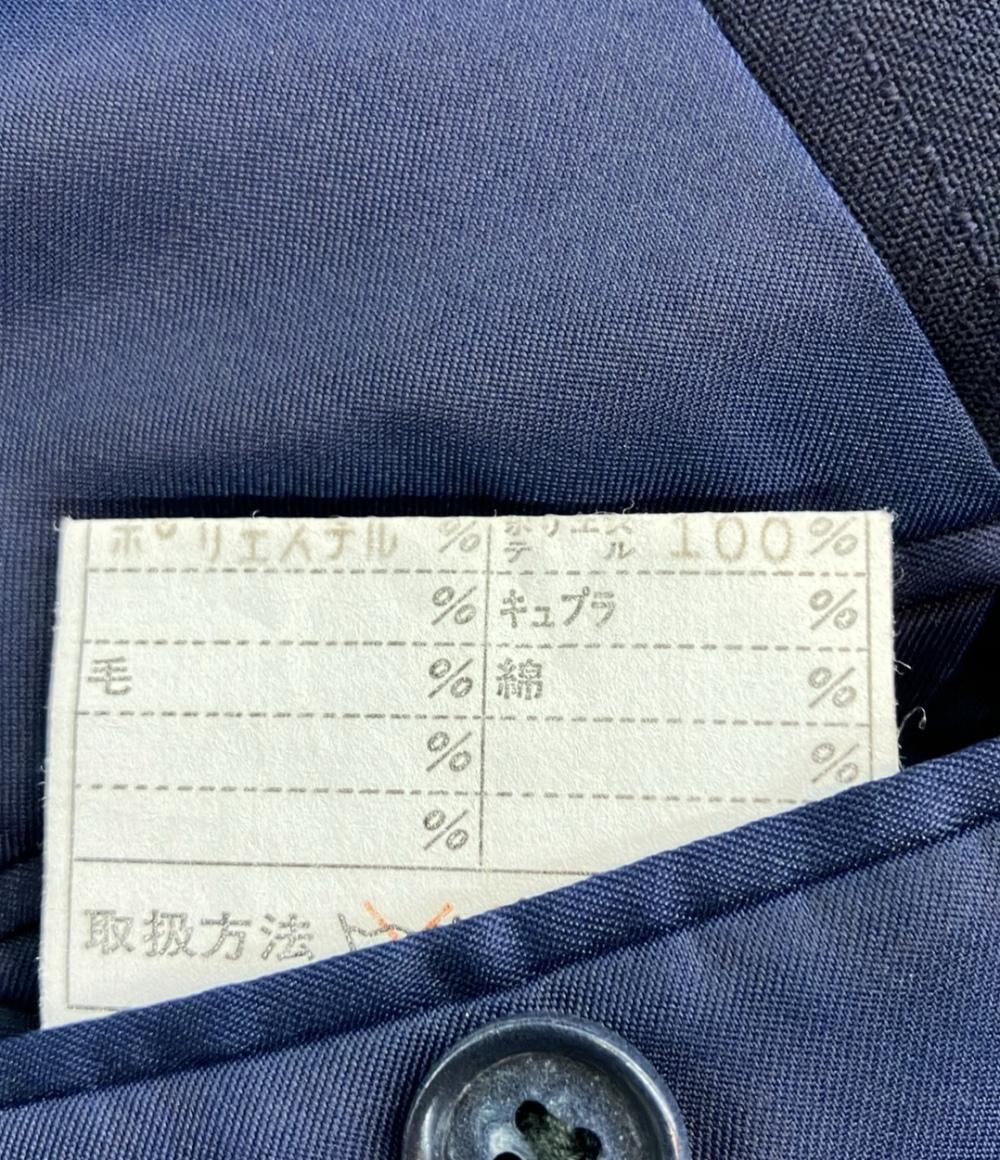 ポリエステル % ポリエステル 100%
% キュプラ %
毛 % 綿 %
% %
%
取扱方法